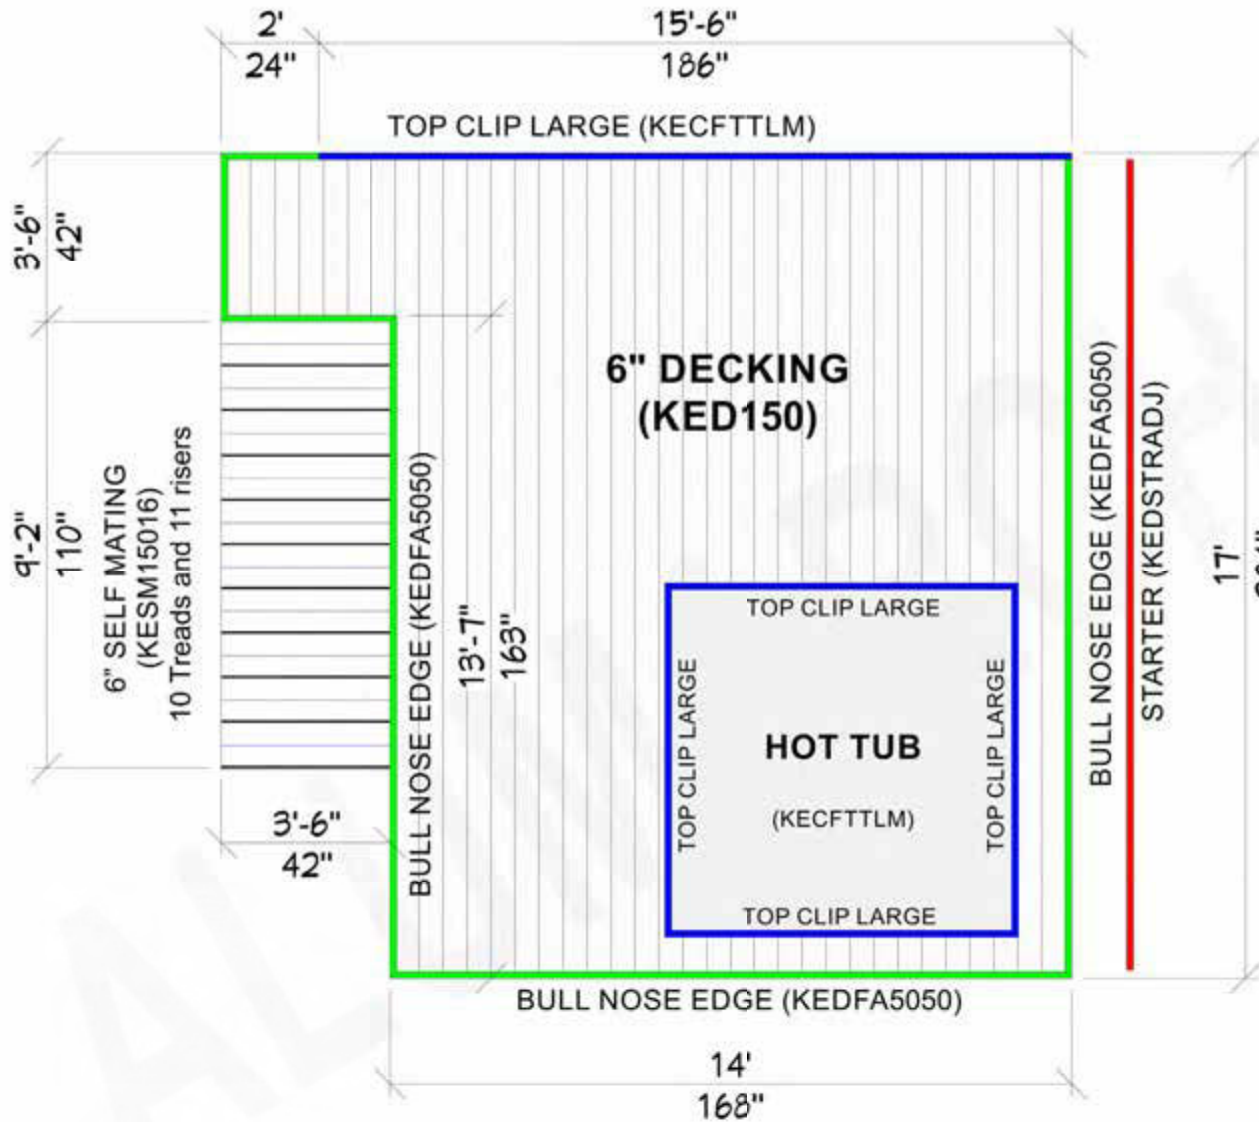 2'
24"
15'-6"
186"
TOP CLIP LARGE (KECFTTLM)
3'-6"
42"
9'-2"
110"
6" SELF MATING
(KESM15016)
10 Treads and 11 risers
3'-6"
42"
BULL NOSE EDGE (KEDFA5050)
13'-7"
163"
6" DECKING
(KED150)
TOP CLIP LARGE
TOP CLIP LARGE
HOT TUB
(KECFTTLM)
TOP CLIP LARGE
TOP CLIP LARGE
BULL NOSE EDGE (KEDFA5050)
STARTER (KEDSTRADJ)
17'
BULL NOSE EDGE (KEDFA5050)
14'
168"